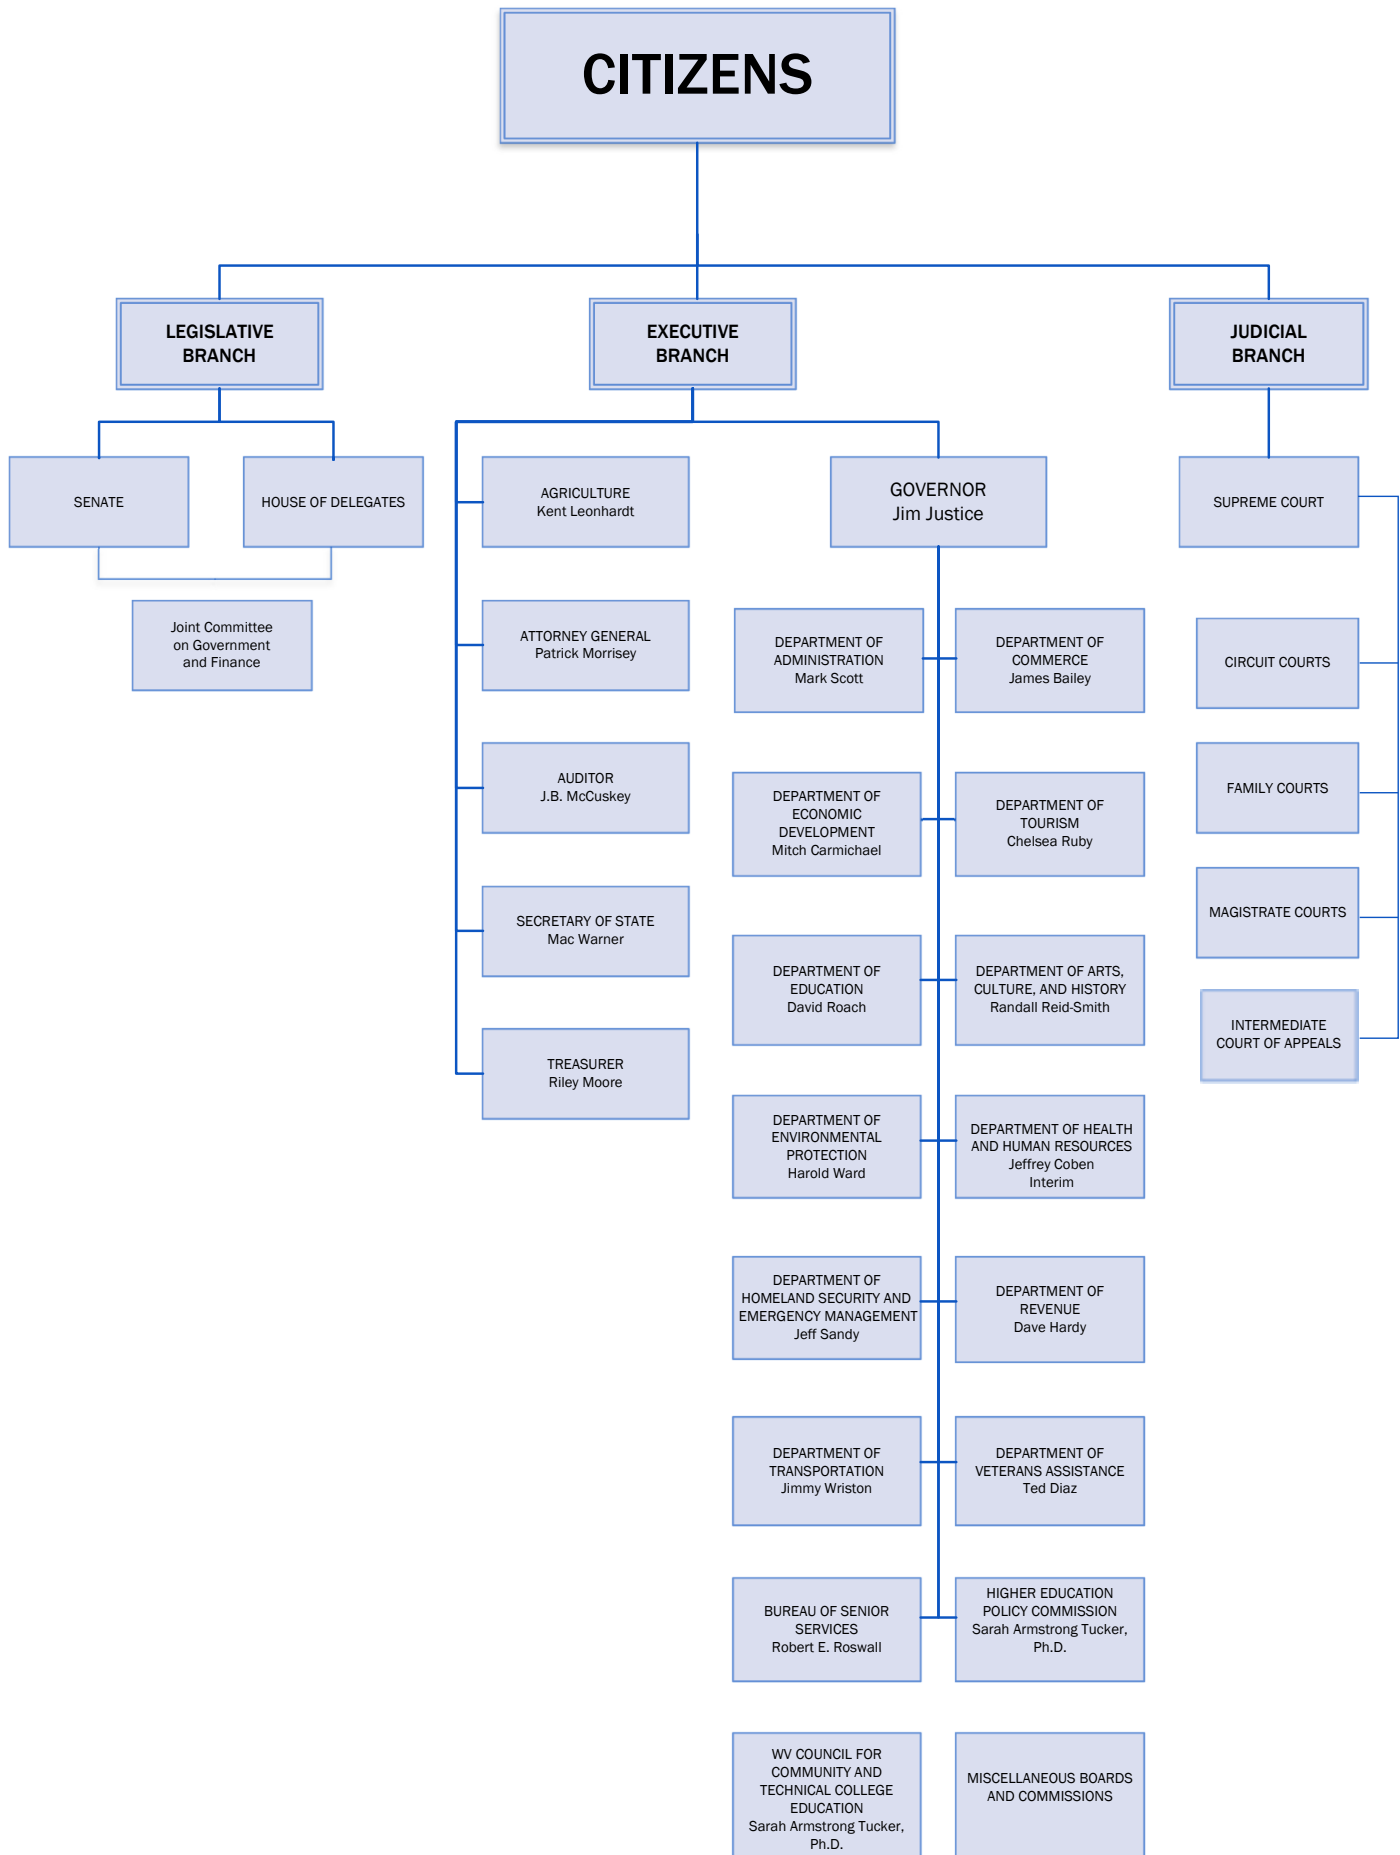 CITIZENS
LEGISLATIVE
BRANCH
EXECUTIVE
BRANCH
JUDICIAL
BRANCH
SENATE
HOUSE OF DELEGATES
Joint Committee
on Government
and Finance
AGRICULTURE
Kent Leonhardt
ATTORNEY GENERAL
Patrick Morrisey
AUDITOR
J.B. McCuskey
SECRETARY OF STATE
Mac Warner
TREASURER
Riley Moore
GOVERNOR
Jim Justice
DEPARTMENT OF
ADMINISTRATION
Mark Scott
DEPARTMENT OF
COMMERCE
James Bailey
DEPARTMENT OF
ECONOMIC
DEVELOPMENT
Mitch Carmichael
DEPARTMENT OF
TOURISM
Chelsea Ruby
DEPARTMENT OF
EDUCATION
David Roach
DEPARTMENT OF ARTS,
CULTURE, AND HISTORY
Randall Reid-Smith
DEPARTMENT OF
ENVIRONMENTAL
PROTECTION
Harold Ward
DEPARTMENT OF HEALTH
AND HUMAN RESOURCES
Jeffrey Coben
Interim
DEPARTMENT OF
HOMELAND SECURITY AND
EMERGENCY MANAGEMENT
Jeff Sandy
DEPARTMENT OF
REVENUE
Dave Hardy
DEPARTMENT OF
TRANSPORTATION
Jimmy Wriston
DEPARTMENT OF
VETERANS ASSISTANCE
Ted Diaz
BUREAU OF SENIOR
SERVICES
Robert E. Roswall
HIGHER EDUCATION
POLICY COMMISSION
Sarah Armstrong Tucker,
Ph.D.
WV COUNCIL FOR
COMMUNITY AND
TECHNICAL COLLEGE
EDUCATION
Sarah Armstrong Tucker,
Ph.D.
MISCELLANEOUS BOARDS
AND COMMISSIONS
SUPREME COURT
CIRCUIT COURTS
FAMILY COURTS
MAGISTRATE COURTS
INTERMEDIATE
COURT OF APPEALS